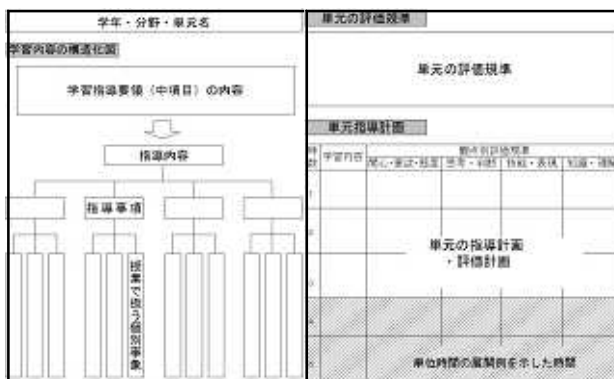 学年・分野・単元名
学習内容の構造化図
学習指導要領（中項目）の内容
指導内容
指導事項
授業で扱う個別事象
単元の評価規準
単元の評価規準
単元指導計画
時数
学習内容
観点別評価規準
関心・意欲・態度
思考・判断
技能・表現
知識・理解
1
2
3
4
5
単元の指導計画
・評価計画
単位時間の展開例を示した時間